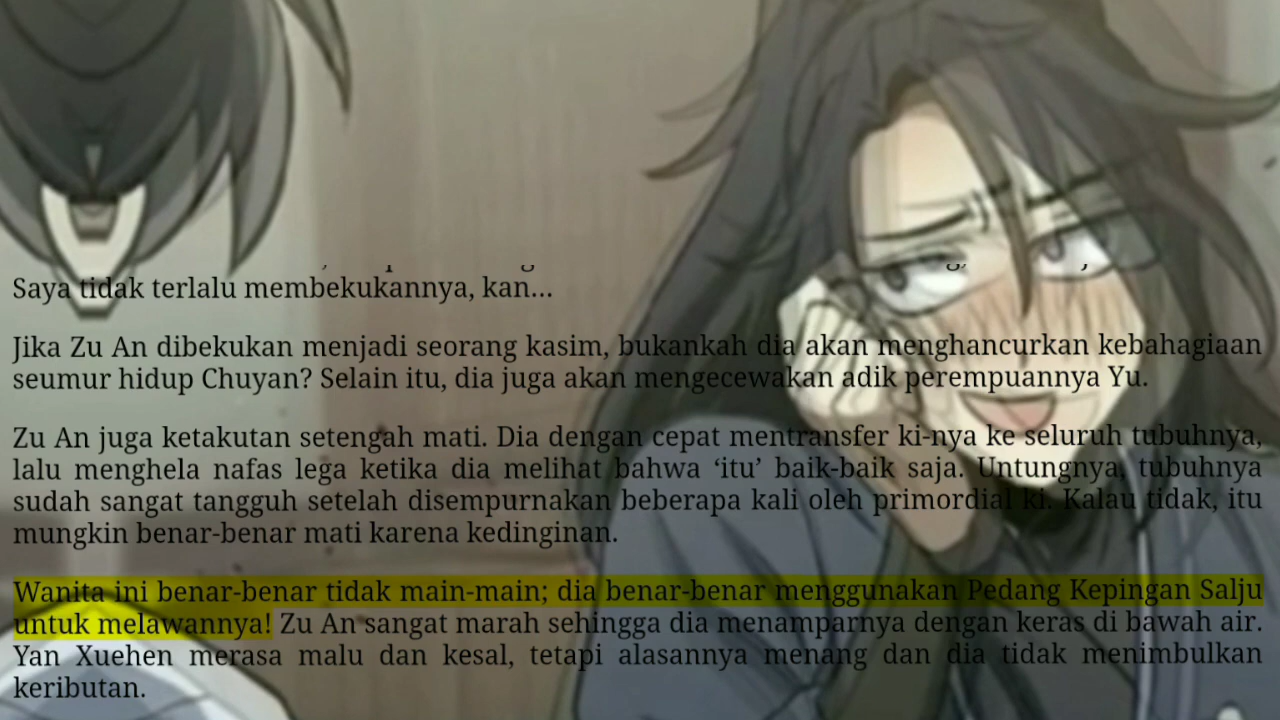 Saya tidak terlalu membekukannya, kan...
Jika Zu An dibekukan menjadi seorang kasim, bukankah dia akan menghancurkan kebahagiaan
seumur hidup Chuyan? Selain itu, dia juga akan mengecewakan adik perempuannya Yu.
Zu An juga ketakutan setengah mati. Dia dengan cepat mentransfer ki-nya ke seluruh tubuhnya,
lalu menghela nafas lega ketika dia melihat bahwa ‘itu’ baik-baik saja. Untungnya, tubuhnya
sudah sangat tangguh setelah disempurnakan beberapa kali oleh primordial ki. Kalau tidak, itu
mungkin benar-benar mati karena kedinginan.
Wanita ini benar-benar tidak main-main; dia benar-benar menggunakan Pedang Kepingan Salju
untuk melawannya! Zu An sangat marah sehingga dia menamparnya dengan keras di bawah air.
Yan Xuehen merasa malu dan kesal, tetapi alasannya menang dan dia tidak menimbulkan
keributan.